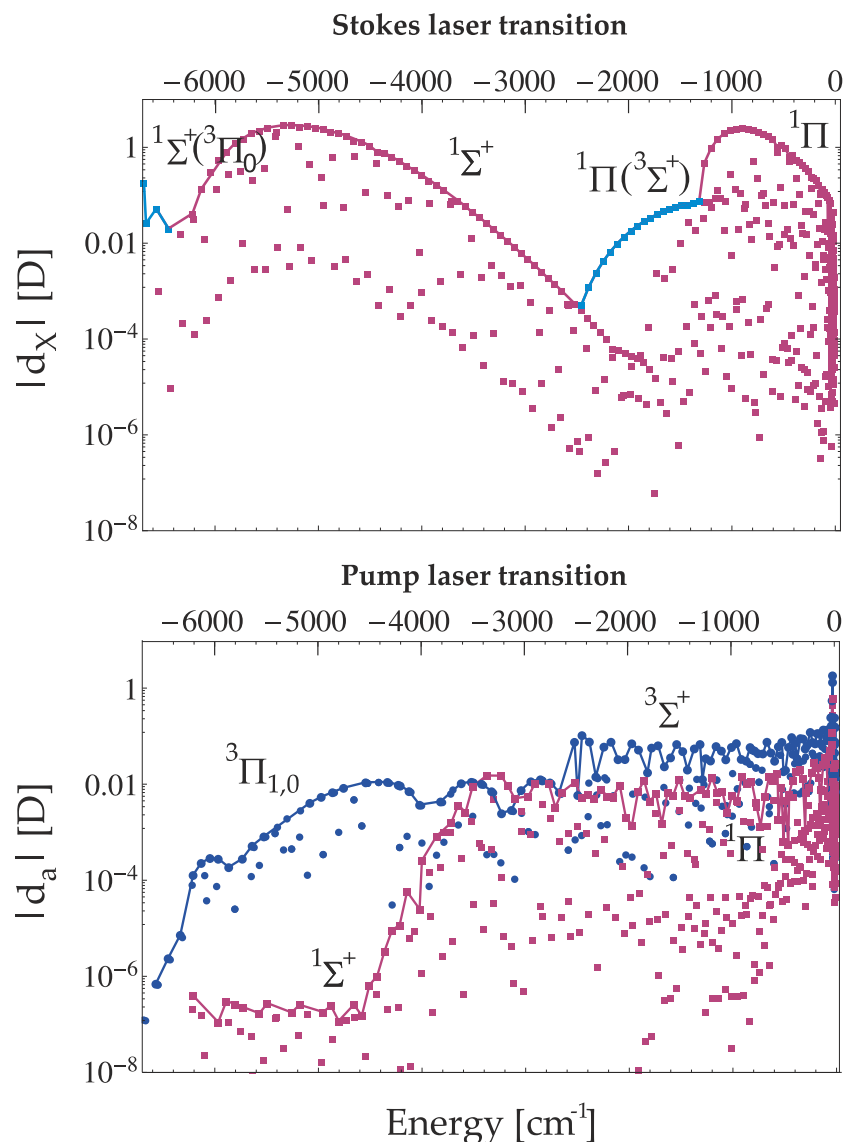 Stokes laser transition
−6000 −5000 −4000 −3000 −2000 −1000 0
1
0.01
10⁻⁴
10⁻⁶
10⁻⁸
|d_X| [D]
¹Σ⁺(³Π₀)
¹Σ⁺
¹Π(³Σ⁺)
¹Π
Pump laser transition
−6000 −5000 −4000 −3000 −2000 −1000 0
1
0.01
10⁻⁴
10⁻⁶
10⁻⁸
|d_a| [D]
³Π₁,₀
³Σ⁺
¹Π
¹Σ⁺
Energy [cm⁻¹]